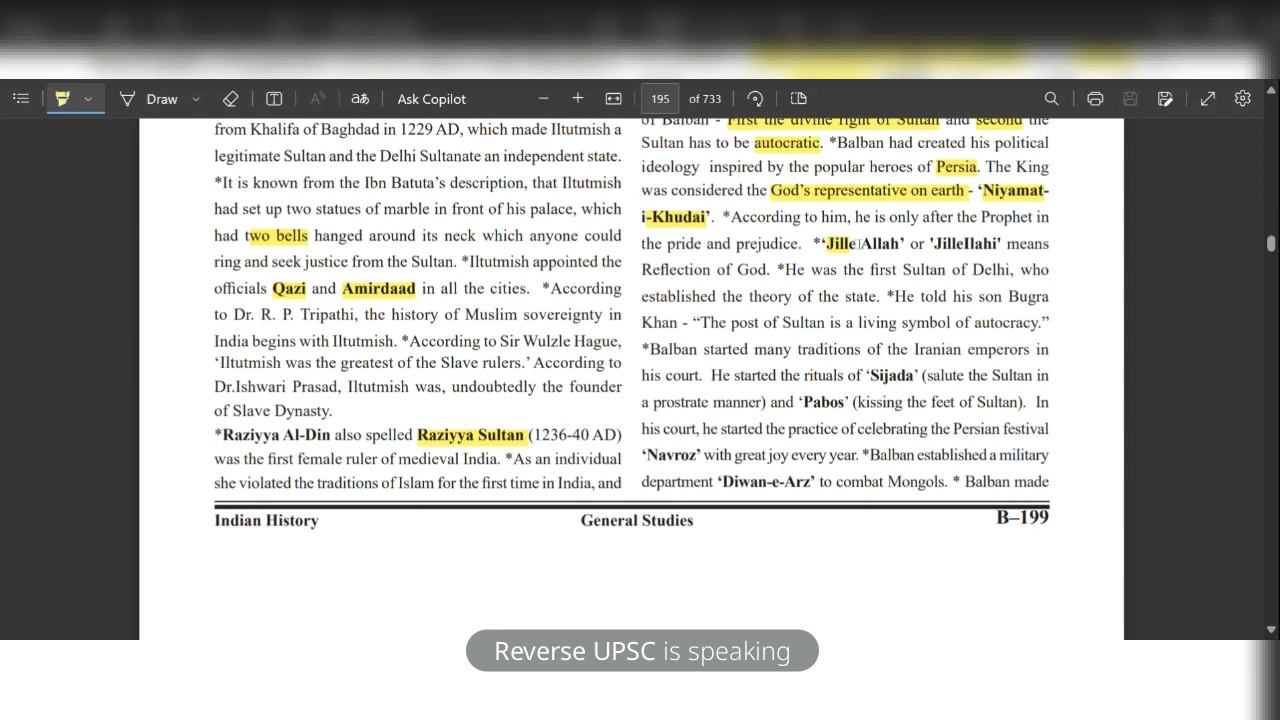 Draw
Ask Copilot
195 of 733
from Khalifa of Baghdad in 1229 AD, which made Iltutmish a
legitimate Sultan and the Delhi Sultanate an independent state.
*It is known from the Ibn Batuta's description, that Iltutmish
had set up two statues of marble in front of his palace, which
had two bells hanged around its neck which anyone could
ring and seek justice from the Sultan. *Iltutmish appointed the
officials Qazi and Amirdaad in all the cities. *According
to Dr. R. P. Tripathi, the history of Muslim sovereignty in
India begins with Iltutmish. *According to Sir Wulzle Hague,
'Iltutmish was the greatest of the Slave rulers.' According to
Dr.Ishwari Prasad, Iltutmish was, undoubtedly the founder
of Slave Dynasty.
*Raziyya Al-Din also spelled Raziyya Sultan (1236-40 AD)
was the first female ruler of medieval India. *As an individual
she violated the traditions of Islam for the first time in India, and
of Balban - First the divine right of Sultan and second the
Sultan has to be autocratic. *Balban had created his political
ideology inspired by the popular heroes of Persia. The King
was considered the God's representative on earth - 'Niyamat-
i-Khudai'. *According to him, he is only after the Prophet in
the pride and prejudice. *'Jille Allah' or 'JilleIlahi' means
Reflection of God. *He was the first Sultan of Delhi, who
established the theory of the state. *He told his son Bugra
Khan - “The post of Sultan is a living symbol of autocracy.”
*Balban started many traditions of the Iranian emperors in
his court. He started the rituals of 'Sijada' (salute the Sultan in
a prostrate manner) and 'Pabos' (kissing the feet of Sultan). In
his court, he started the practice of celebrating the Persian festival
'Navroz' with great joy every year. *Balban established a military
department 'Diwan-e-Arz' to combat Mongols. * Balban made
Indian History
General Studies
B–199
Reverse UPSC is speaking